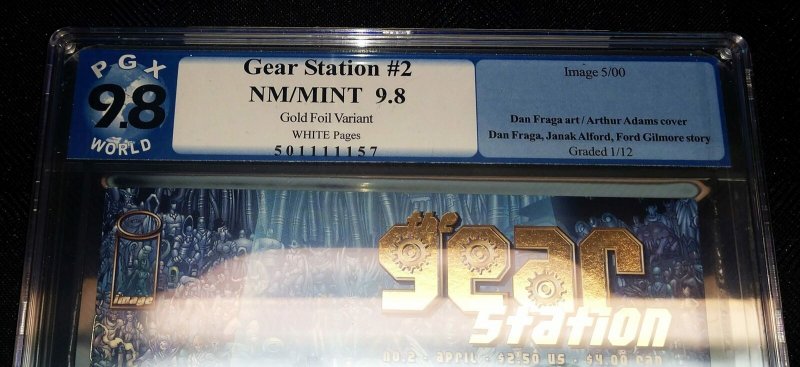 PGX
9.8
WORLD
Gear Station #2
NM/MINT 9.8
Gold Foil Variant
WHITE Pages
501111157
Image 5/00
Dan Fraga art / Arthur Adams cover
Dan Fraga, Janak Alford, Ford Gilmore story
Graded 1/12
image
the
gear
station
no.2 - april - $2.50 us - $4.00 can